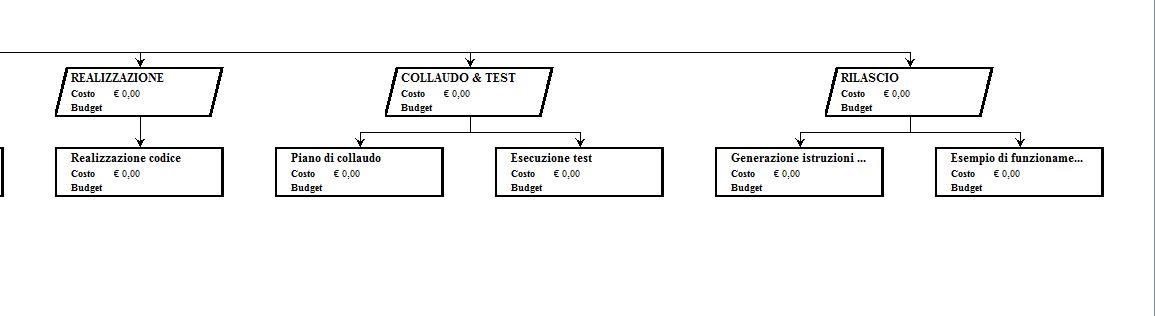 REALIZZAZIONE
Costo € 0,00
Budget
COLLAUDO & TEST
Costo € 0,00
Budget
RILASCIO
Costo € 0,00
Budget
Realizzazione codice
Costo € 0,00
Budget
Piano di collaudo
Costo € 0,00
Budget
Esecuzione test
Costo € 0,00
Budget
Generazione istruzioni ...
Costo € 0,00
Budget
Esempio di funzioname...
Costo € 0,00
Budget